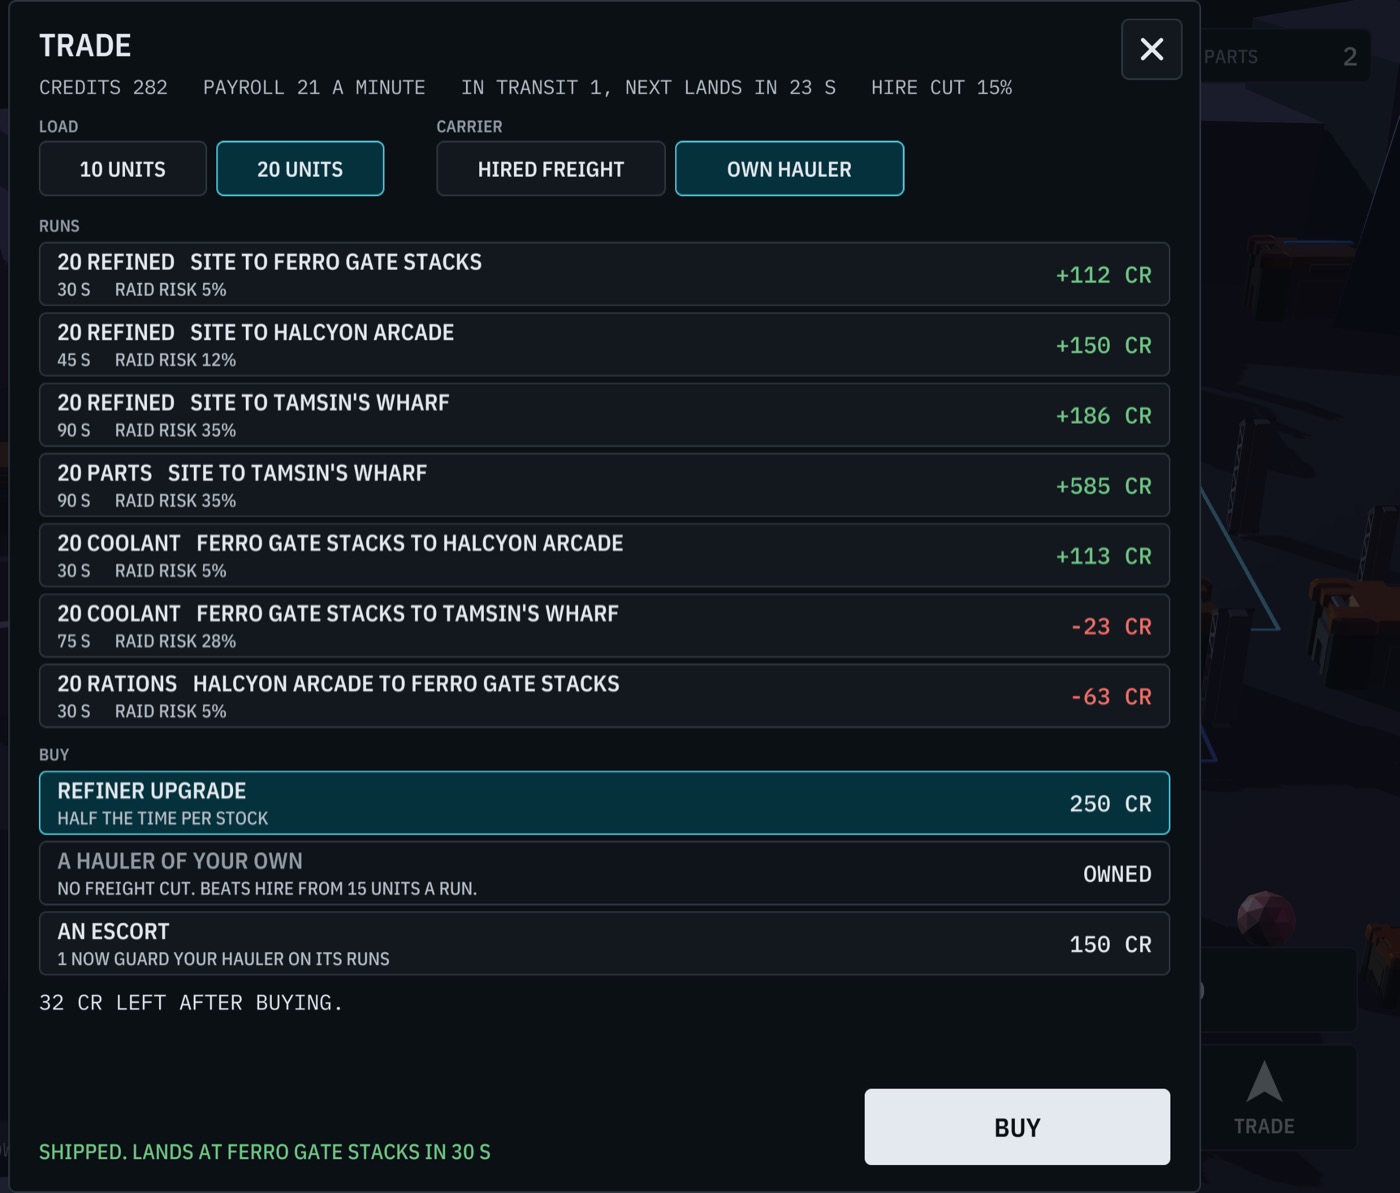 TRADE
CREDITS 282 PAYROLL 21 A MINUTE IN TRANSIT 1, NEXT LANDS IN 23 S HIRE CUT 15%
PARTS 2
LOAD CARRIER
10 UNITS 20 UNITS HIRED FREIGHT OWN HAULER
RUNS
20 REFINED SITE TO FERRO GATE STACKS
30 S RAID RISK 5%
+112 CR
20 REFINED SITE TO HALCYON ARCADE
45 S RAID RISK 12%
+150 CR
20 REFINED SITE TO TAMSIN'S WHARF
90 S RAID RISK 35%
+186 CR
20 PARTS SITE TO TAMSIN'S WHARF
90 S RAID RISK 35%
+585 CR
20 COOLANT FERRO GATE STACKS TO HALCYON ARCADE
30 S RAID RISK 5%
+113 CR
20 COOLANT FERRO GATE STACKS TO TAMSIN'S WHARF
75 S RAID RISK 28%
-23 CR
20 RATIONS HALCYON ARCADE TO FERRO GATE STACKS
30 S RAID RISK 5%
-63 CR
BUY
REFINER UPGRADE
HALF THE TIME PER STOCK
250 CR
A HAULER OF YOUR OWN
NO FREIGHT CUT. BEATS HIRE FROM 15 UNITS A RUN.
OWNED
AN ESCORT
1 NOW GUARD YOUR HAULER ON ITS RUNS
150 CR
32 CR LEFT AFTER BUYING.
BUY
TRADE
SHIPPED. LANDS AT FERRO GATE STACKS IN 30 S